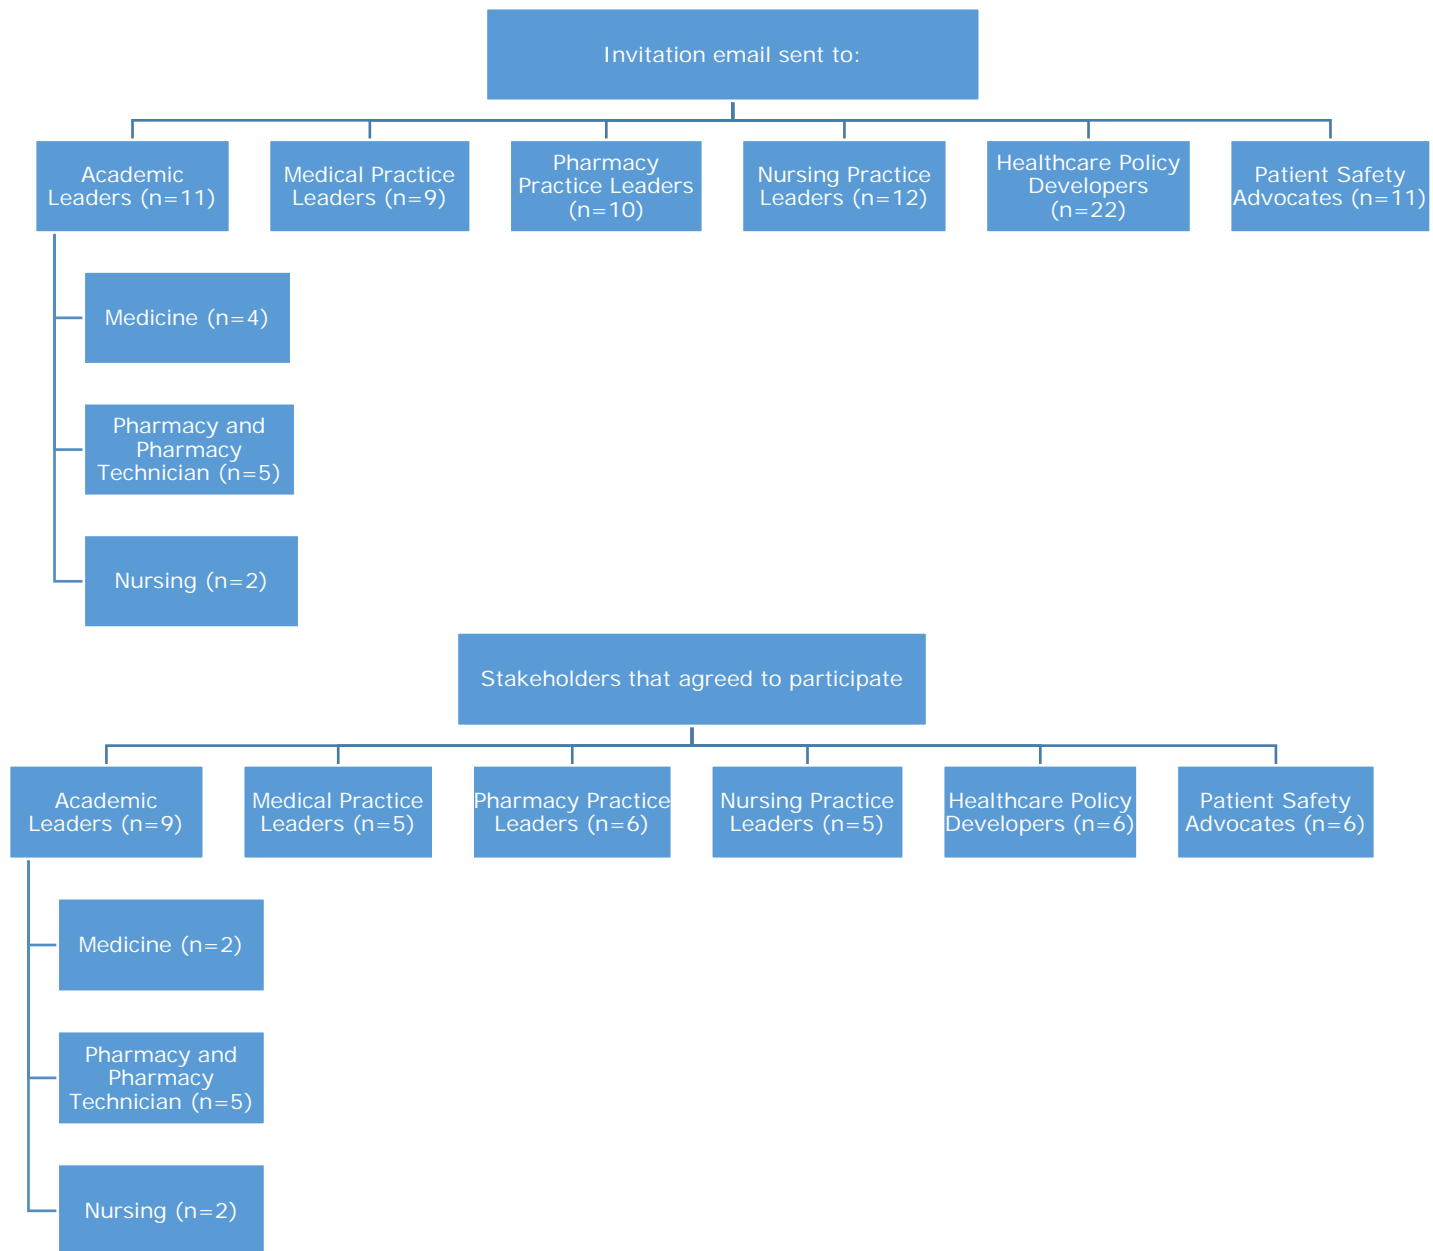 Invitation email sent to:
Academic
Leaders (n=11)
Medical Practice
Leaders (n=9)
Pharmacy
Practice Leaders
(n=10)
Nursing Practice
Leaders (n=12)
Healthcare Policy
Developers
(n=22)
Patient Safety
Advocates (n=11)
Medicine (n=4)
Pharmacy and
Pharmacy
Technician (n=5)
Nursing (n=2)
Stakeholders that agreed to participate
Academic
Leaders (n=9)
Medical Practice
Leaders (n=5)
Pharmacy Practice
Leaders (n=6)
Nursing Practice
Leaders (n=5)
Healthcare Policy
Developers (n=6)
Patient Safety
Advocates (n=6)
Medicine (n=2)
Pharmacy and
Pharmacy
Technician (n=5)
Nursing (n=2)